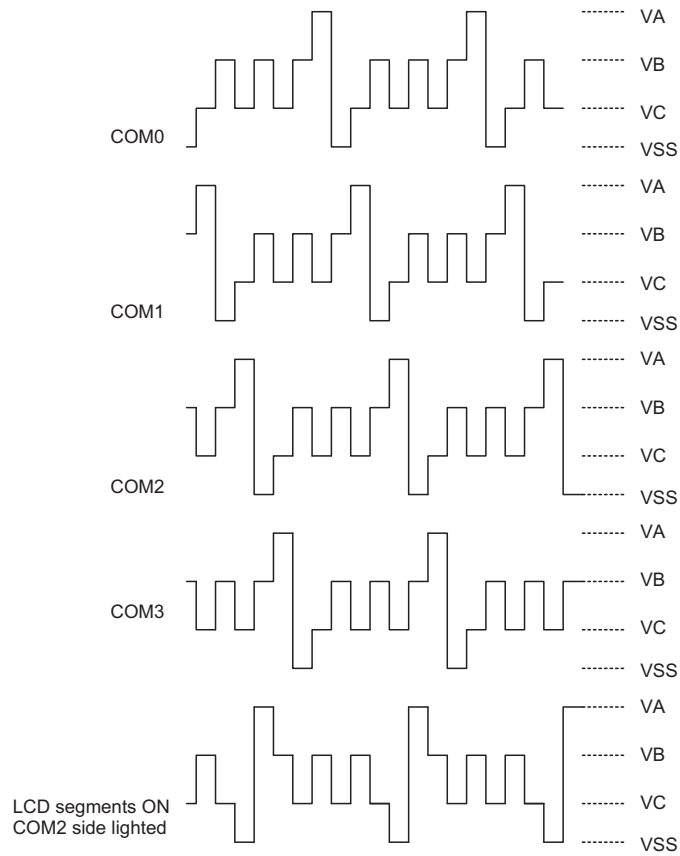 VA
VB
VC
COM0
VSS
VA
VB
VC
COM1
VSS
VA
VB
VC
COM2
VSS
VA
VB
COM3
VC
VSS
VA
VB
VC
LCD segments ON
COM2 side lighted
VSS